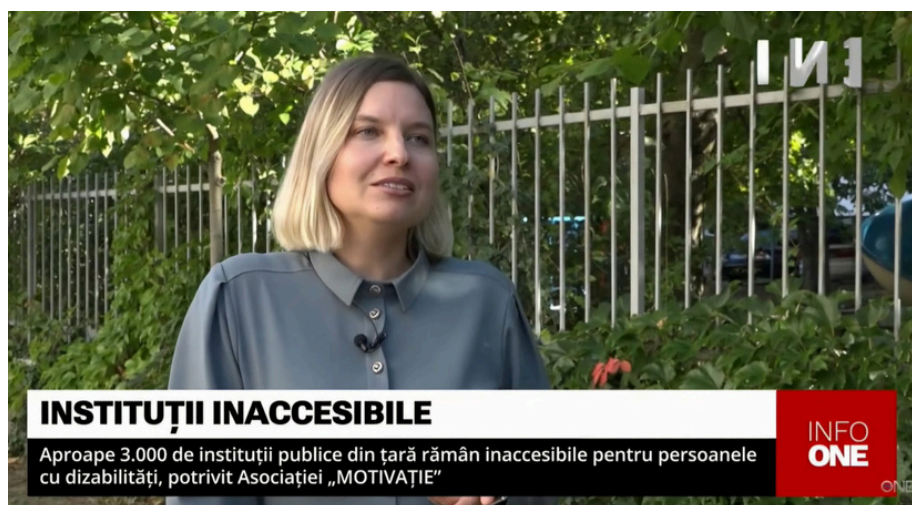 INSTITUȚII INACCESIBILE
Aproape 3.000 de instituții publice din țară rămân inaccesibile pentru persoanele
cu dizabilități, potrivit Asociației „MOTIVAȚIE”
INFO
ONE
ONE